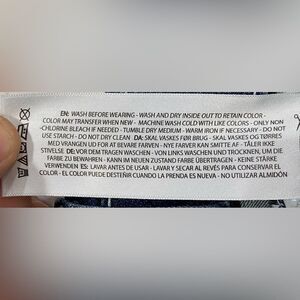 EN: WASH BEFORE WEARING - WASH AND DRY INSIDE OUT TO RETAIN COLOR -
COLOR MAY TRANSFER WHEN NEW - MACHINE WASH COLD WITH LIKE COLORS - ONLY NON
-CHLORINE BLEACH IF NEEDED - TUMBLE DRY MEDIUM - WARM IRON IF NECESSARY - DO NOT
USE STARCH - DO NOT DRY CLEAN DA: SKAL VASKES FØR BRUG - SKAL VASKES OG TØRRES
MED VRANGEN UD FOR AT BEVARE FARVEN - NYE FARVER KAN SMITTE AF - TÅLER IKKE
STIVELSE DE: VOR DEM TRAGEN WASCHEN - VON LINKS WASCHEN UND TROCKNEN, UM DIE
FARBE ZU BEWAHREN - KANN IM NEUEN ZUSTAND FARBE ÜBERTRAGEN - KEINE STÄRKE
VERWENDEN ES: LAVAR ANTES DE USAR - LAVAR Y SECAR AL REVÉS PARA CONSERVAR EL
COLOR - EL COLOR PUEDE DESTEÑIR CUANDO LA PRENDA ES NUEVA - NO UTILIZAR ALMIDÓN